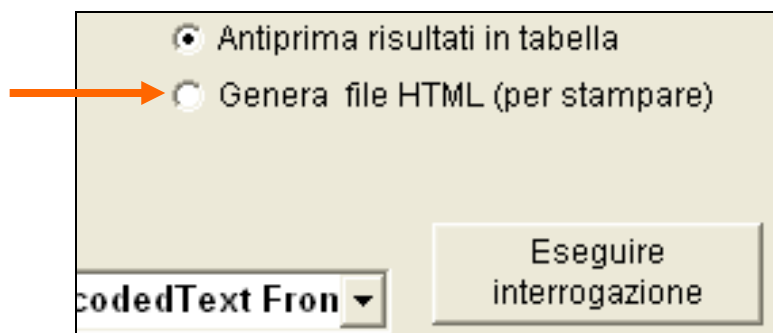 Antiprima risultati in tabella
Genera file HTML (per stampare)
Eseguire
interrogazione
codedText Fron